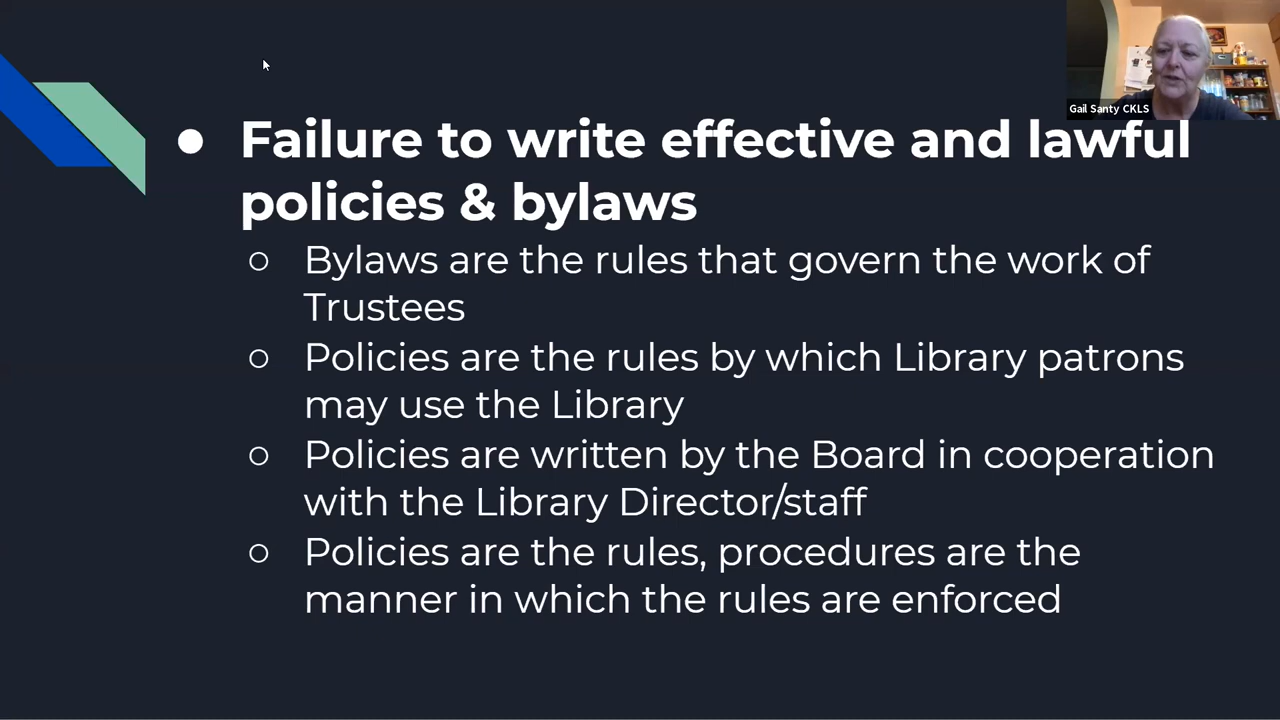 Gail Santy CKLS
● Failure to write effective and lawful
policies & bylaws
○ Bylaws are the rules that govern the work of
Trustees
○ Policies are the rules by which Library patrons
may use the Library
○ Policies are written by the Board in cooperation
with the Library Director/staff
○ Policies are the rules, procedures are the
manner in which the rules are enforced